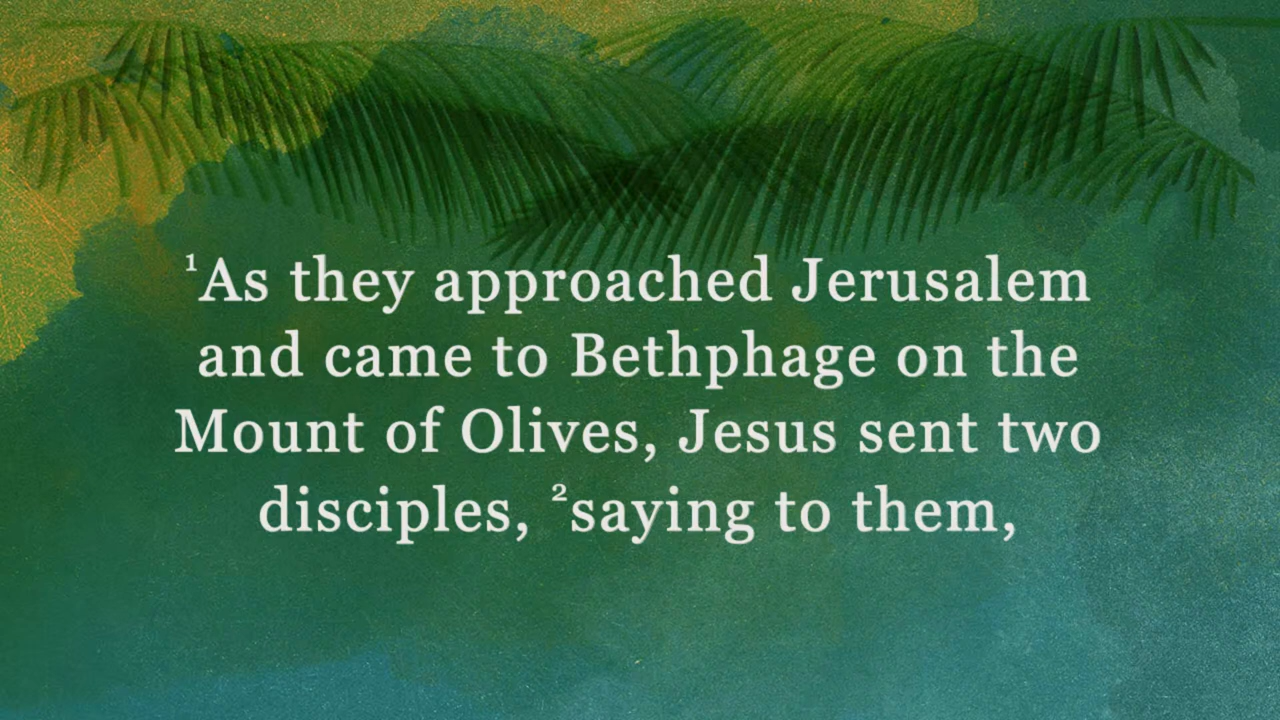 ¹As they approached Jerusalem
and came to Bethphage on the
Mount of Olives, Jesus sent two
disciples, ²saying to them,